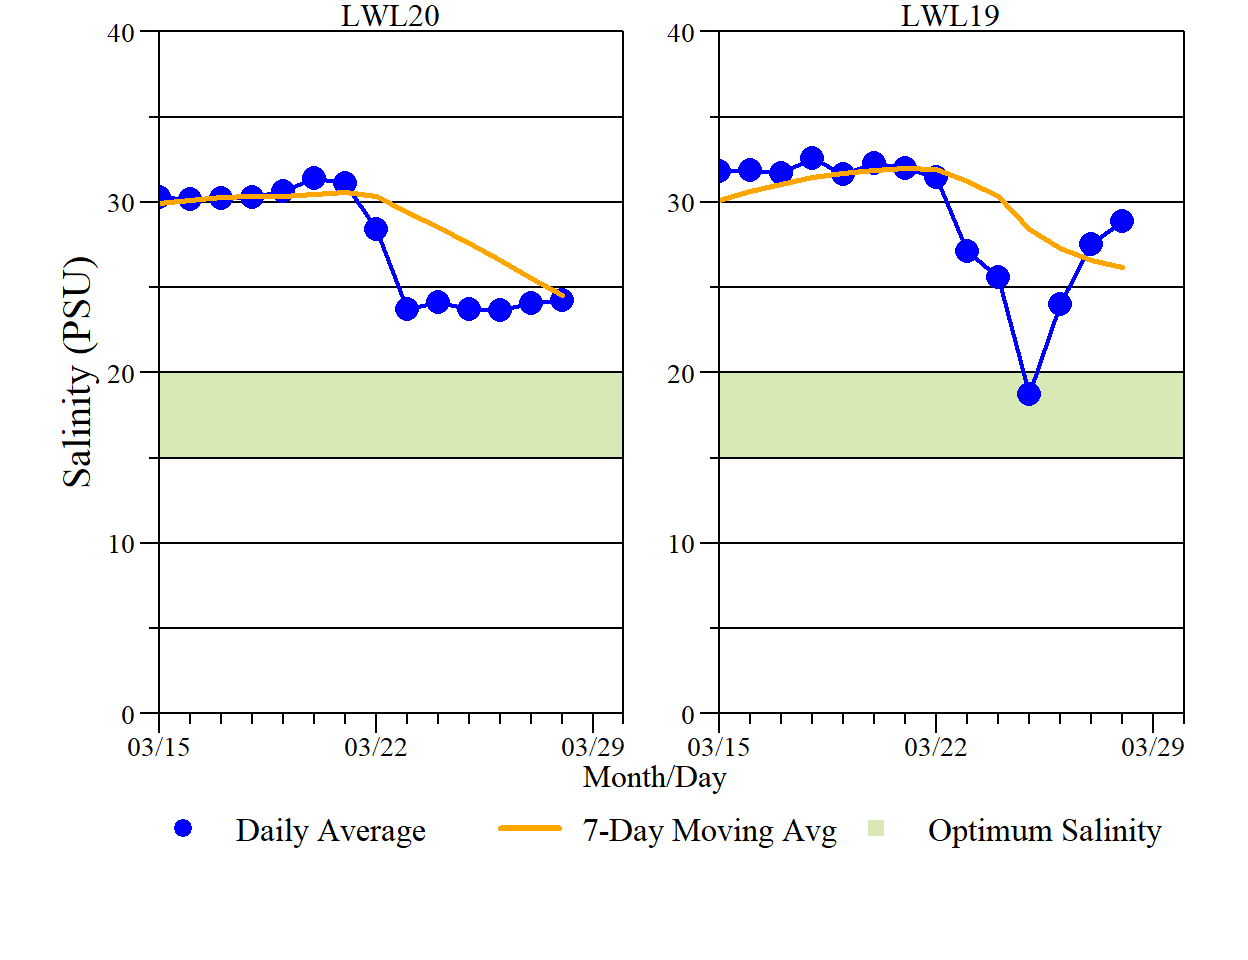 LWL20
LWL19
40
30
20
10
0
40
30
20
10
0
Salinity (PSU)
03/15
03/22
03/29
03/15
03/22
03/29
Month/Day
Daily Average
7-Day Moving Avg
Optimum Salinity